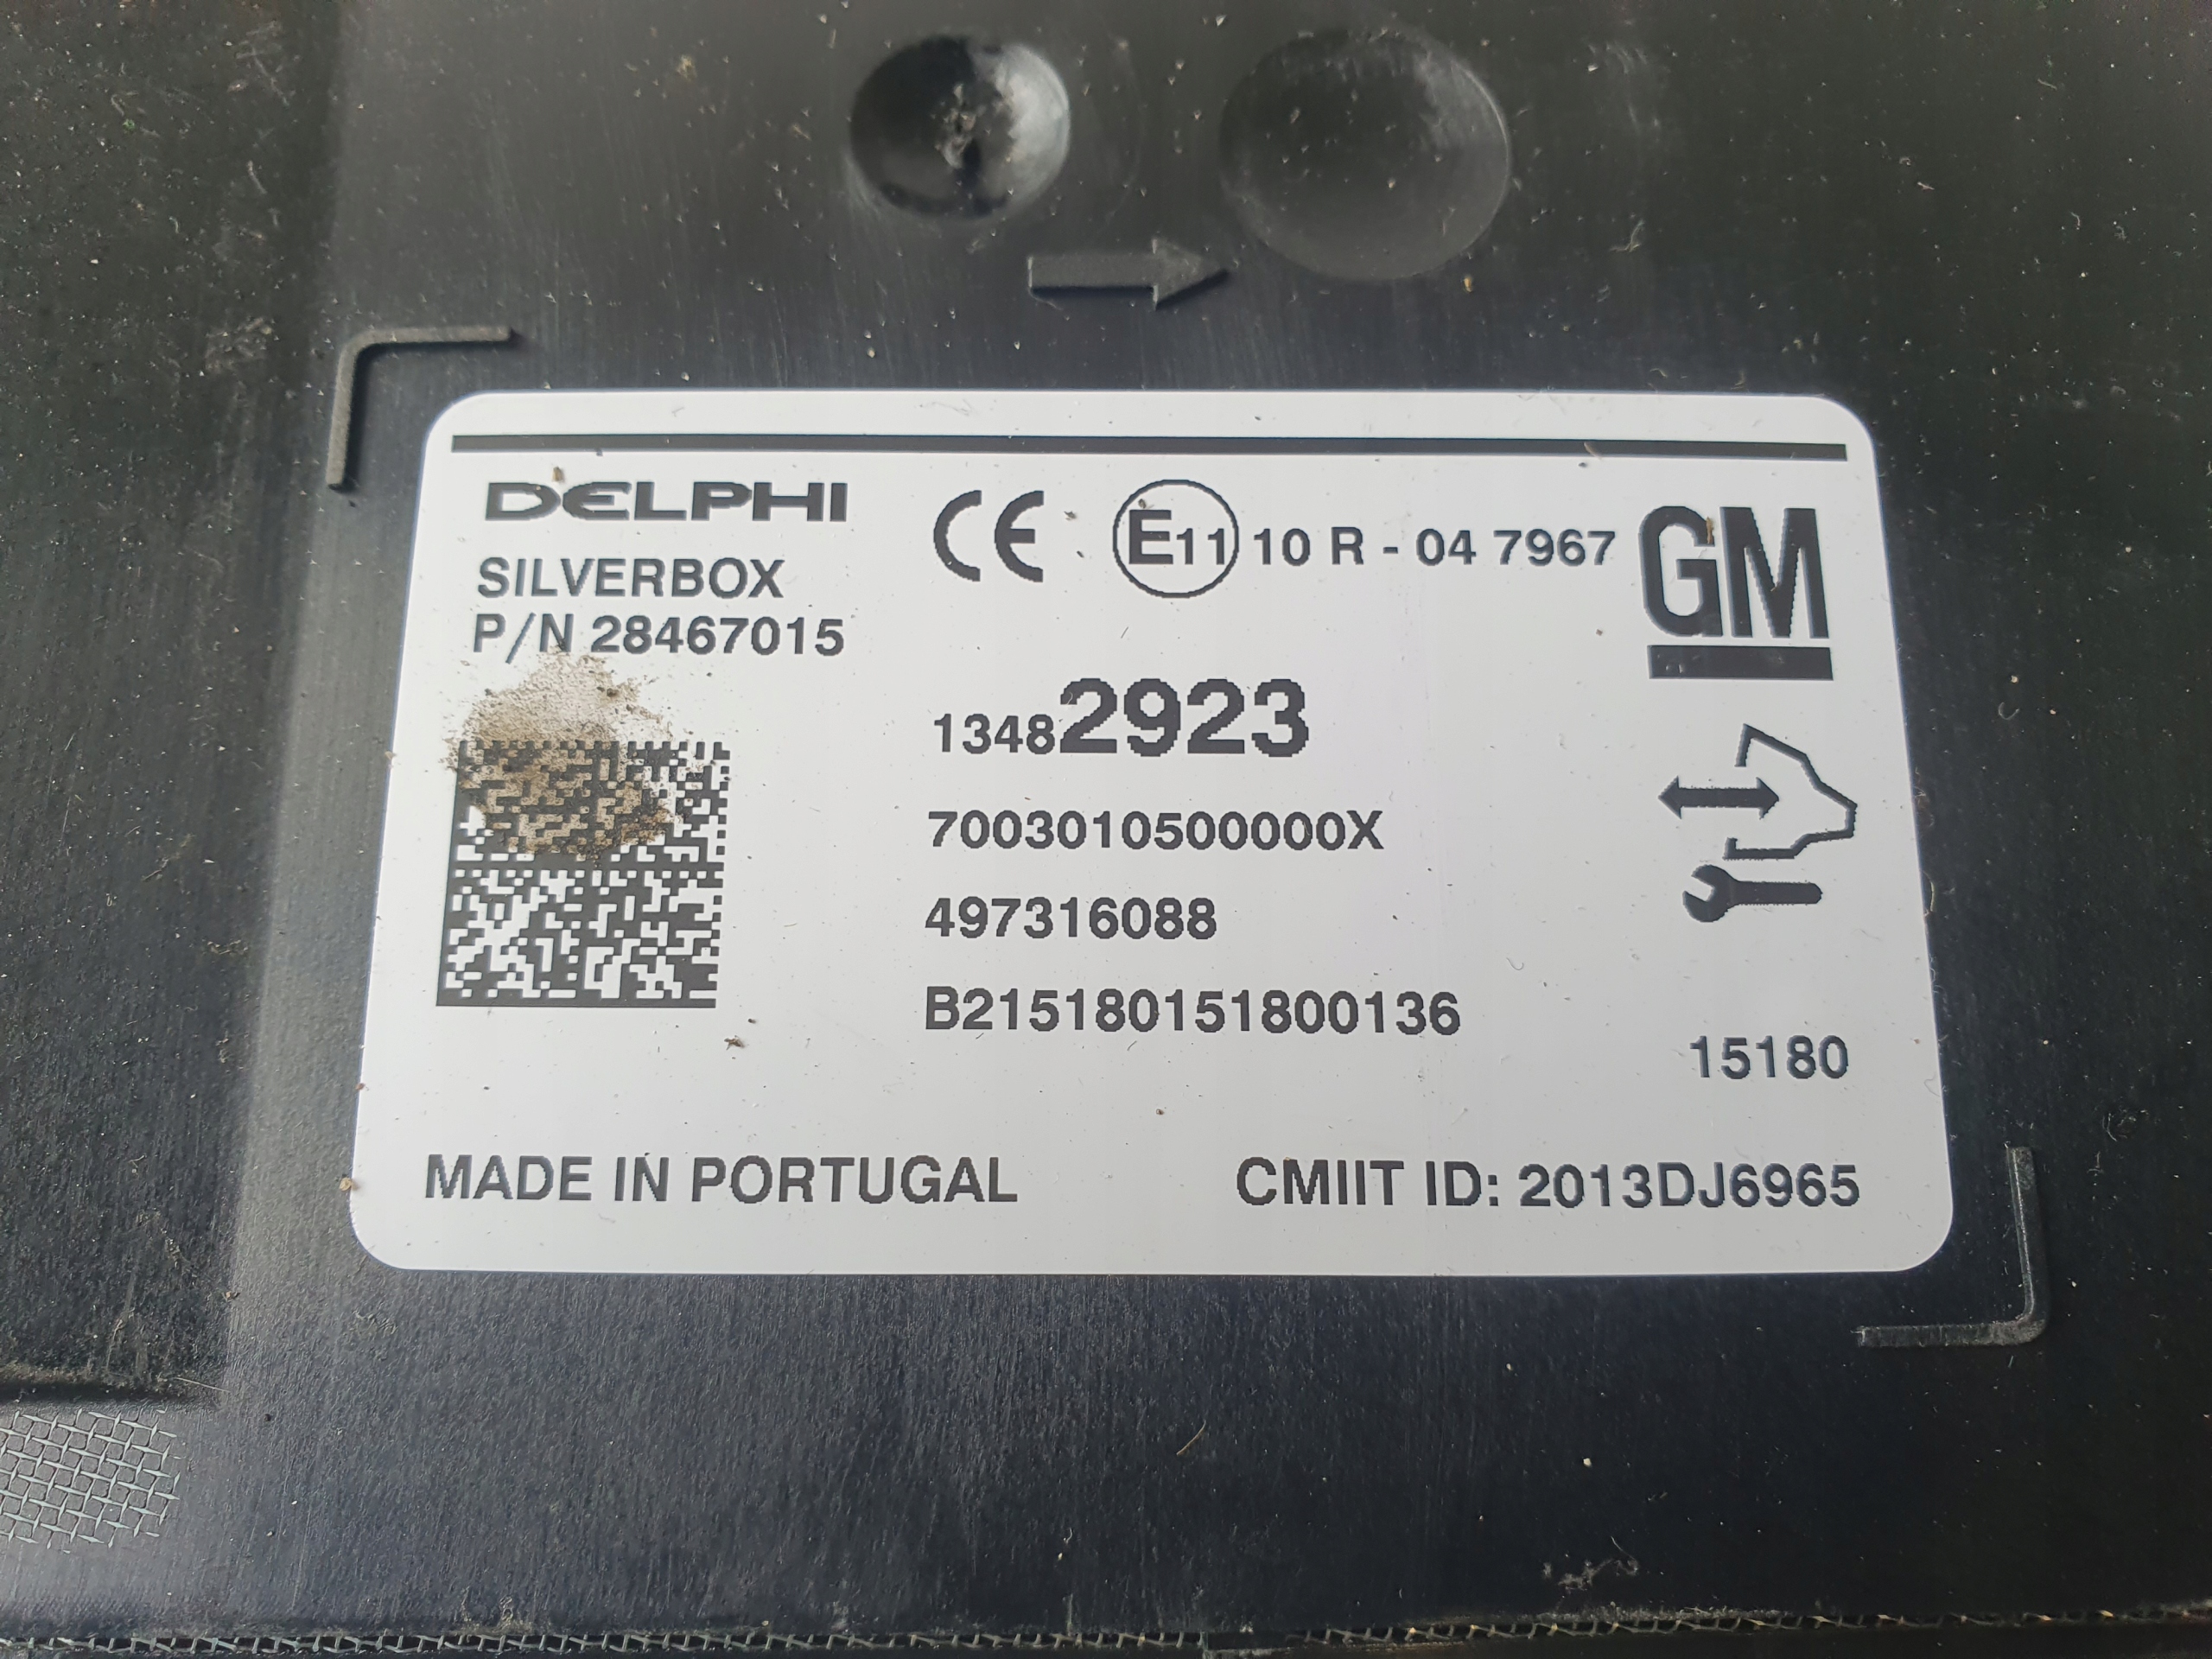 DELPHI
SILVERBOX
P/N 28467015
CE E11 10 R - 04 7967
GM
13482923
7003010500000X
497316088
B215180151800136
15180
MADE IN PORTUGAL
CMIIT ID: 2013DJ6965